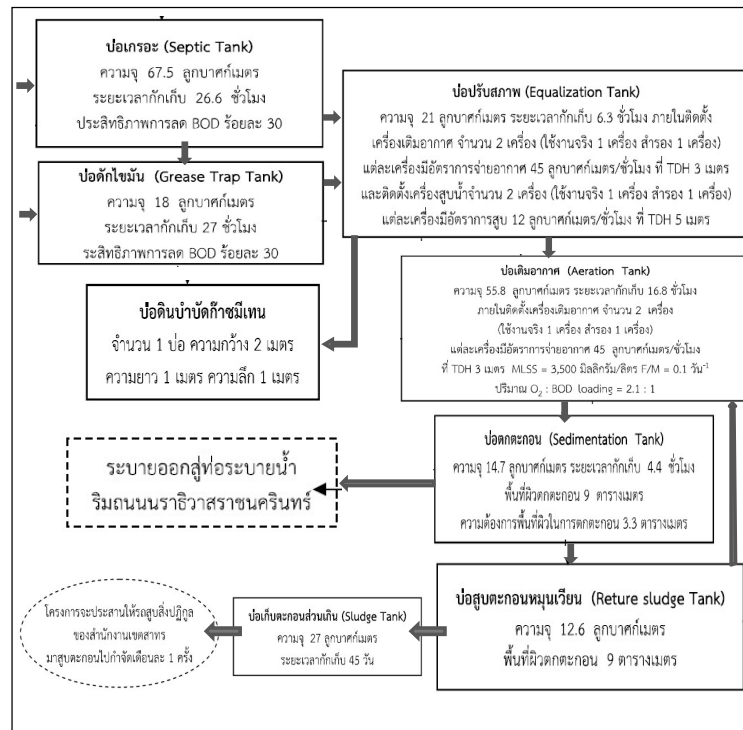 บ่อเกรอะ (Septic Tank)
ความจุ 67.5 ลูกบาศก์เมตร
ระยะเวลากักเก็บ 26.6 ชั่วโมง
ประสิทธิภาพการลด BOD ร้อยละ 30
บ่อดักไขมัน (Grease Trap Tank)
ความจุ 18 ลูกบาศก์เมตร
ระยะเวลากักเก็บ 27 ชั่วโมง
ระสิทธิภาพการลด BOD ร้อยละ 30
บ่อปรับสภาพ (Equalization Tank)
ความจุ 21 ลูกบาศก์เมตร ระยะเวลากักเก็บ 6.3 ชั่วโมง ภายในติดตั้ง
เครื่องเติมอากาศ จำนวน 2 เครื่อง (ใช้งานจริง 1 เครื่อง สำรอง 1 เครื่อง)
แต่ละเครื่องมีอัตราการจ่ายอากาศ 45 ลูกบาศก์เมตร/ชั่วโมง ที่ TDH 3 เมตร
และติดตั้งเครื่องสูบน้ำจำนวน 2 เครื่อง (ใช้งานจริง 1 เครื่อง สำรอง 1 เครื่อง)
แต่ละเครื่องมีอัตราการสูบ 12 ลูกบาศก์เมตร/ชั่วโมง ที่ TDH 5 เมตร
บ่อดินบำบัดก๊าซมีเทน
จำนวน 1 บ่อ ความกว้าง 2 เมตร
ความยาว 1 เมตร ความลึก 1 เมตร
บ่อเติมอากาศ (Aeration Tank)
ความจุ 55.8 ลูกบาศก์เมตร ระยะเวลากักเก็บ 16.8 ชั่วโมง
ภายในติดตั้งเครื่องเติมอากาศ จำนวน 2 เครื่อง
(ใช้งานจริง 1 เครื่อง สำรอง 1 เครื่อง)
แต่ละเครื่องมีอัตราการจ่ายอากาศ 45 ลูกบาศก์เมตร/ชั่วโมง
ที่ TDH 3 เมตร MLSS = 3,500 มิลลิกรัม/ลิตร F/M = 0.1 วัน⁻¹
ปริมาณ O₂ : BOD loading = 2.1 : 1
บ่อตกตะกอน (Sedimentation Tank)
ความจุ 14.7 ลูกบาศก์เมตร ระยะเวลากักเก็บ 4.4 ชั่วโมง
พื้นที่ผิวตกตะกอน 9 ตารางเมตร
ความต้องการพื้นที่ผิวในการตกตะกอน 3.3 ตารางเมตร
ระบายออกสู่ท่อระบายน้ำ
ริมถนนนราธิวาสราชนครินทร์
บ่อสูบตะกอนหมุนเวียน (Reture sludge Tank)
ความจุ 12.6 ลูกบาศก์เมตร
พื้นที่ผิวตกตะกอน 9 ตารางเมตร
บ่อเก็บตะกอนส่วนเกิน (Sludge Tank)
ความจุ 27 ลูกบาศก์เมตร
ระยะเวลากักเก็บ 45 วัน
โครงการจะประสานให้รถสูบสิ่งปฏิกูล
ของสำนักงานเขตสาทร
มาสูบตะกอนไปกำจัดเดือนละ 1 ครั้ง